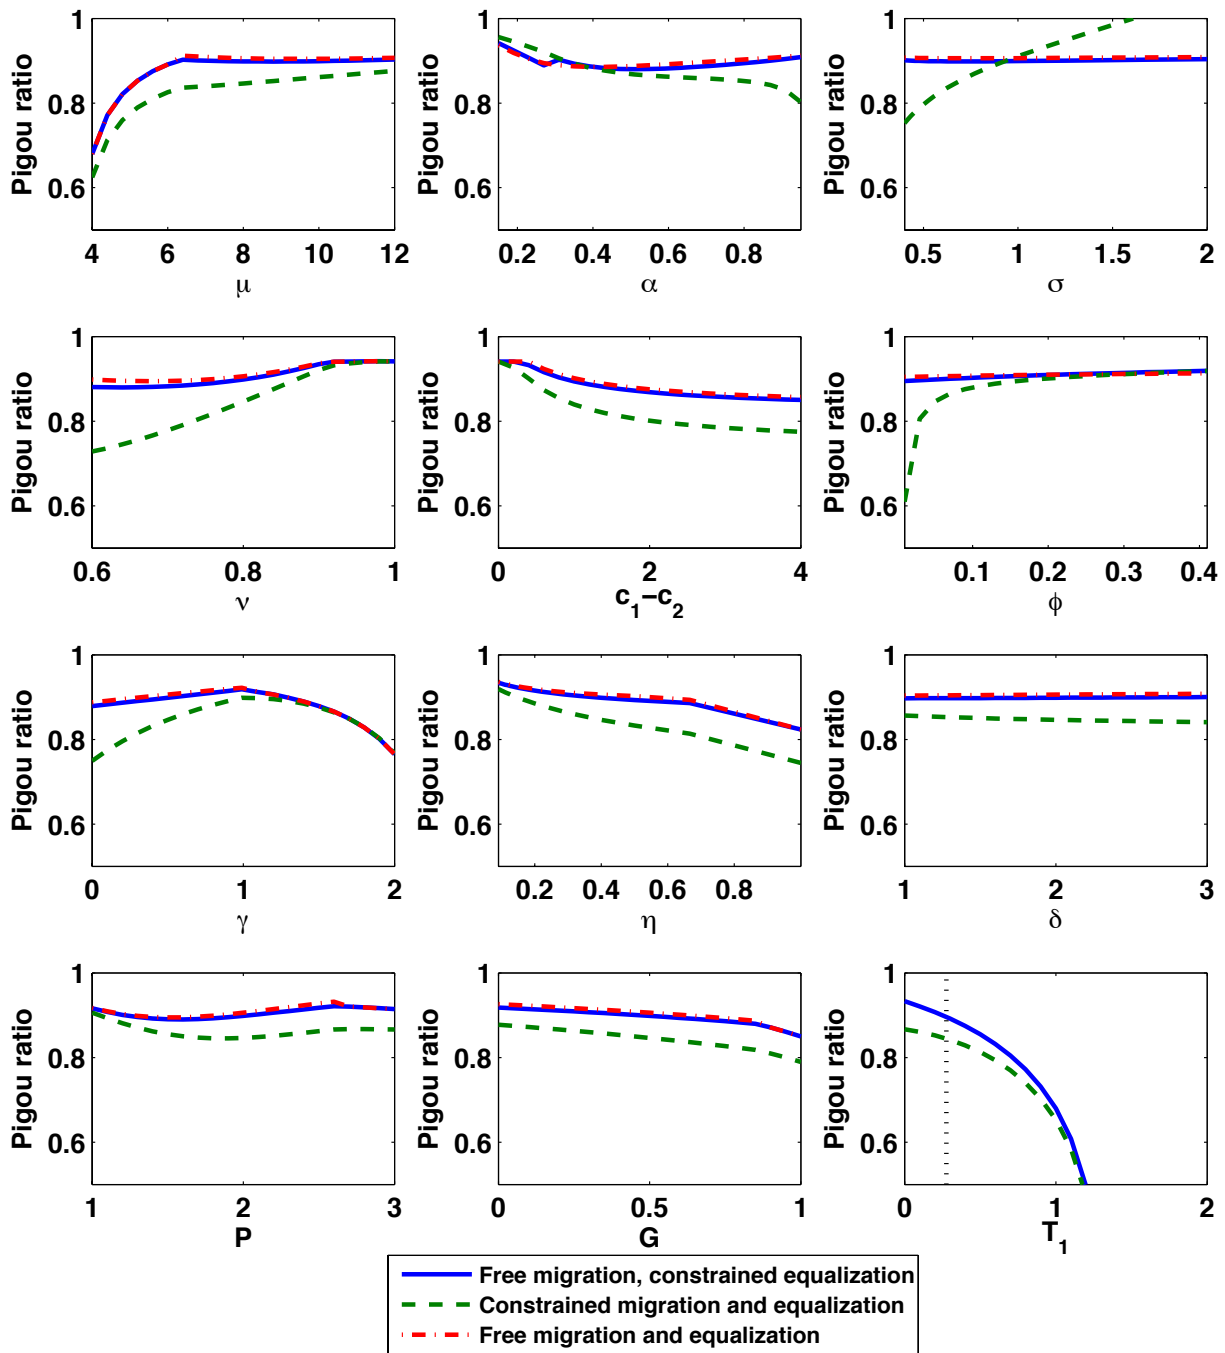 1
0.8
0.6
Pigou ratio
4 6 8 10 12
μ
1
0.8
0.6
Pigou ratio
0.2 0.4 0.6 0.8
α
1
0.8
0.6
Pigou ratio
0.5 1 1.5 2
σ
1
0.8
0.6
Pigou ratio
0.6 0.8 1
ν
1
0.8
0.6
Pigou ratio
0 2 4
c₁−c₂
1
0.8
0.6
Pigou ratio
0.1 0.2 0.3 0.4
ϕ
1
0.8
0.6
Pigou ratio
0 1 2
γ
1
0.8
0.6
Pigou ratio
0.2 0.4 0.6 0.8
η
1
0.8
0.6
Pigou ratio
1 2 3
δ
1
0.8
0.6
Pigou ratio
1 2 3
P
1
0.8
0.6
Pigou ratio
0 0.5 1
G
1
0.8
0.6
Pigou ratio
0 1 2
T₁
Free migration, constrained equalization
Constrained migration and equalization
Free migration and equalization